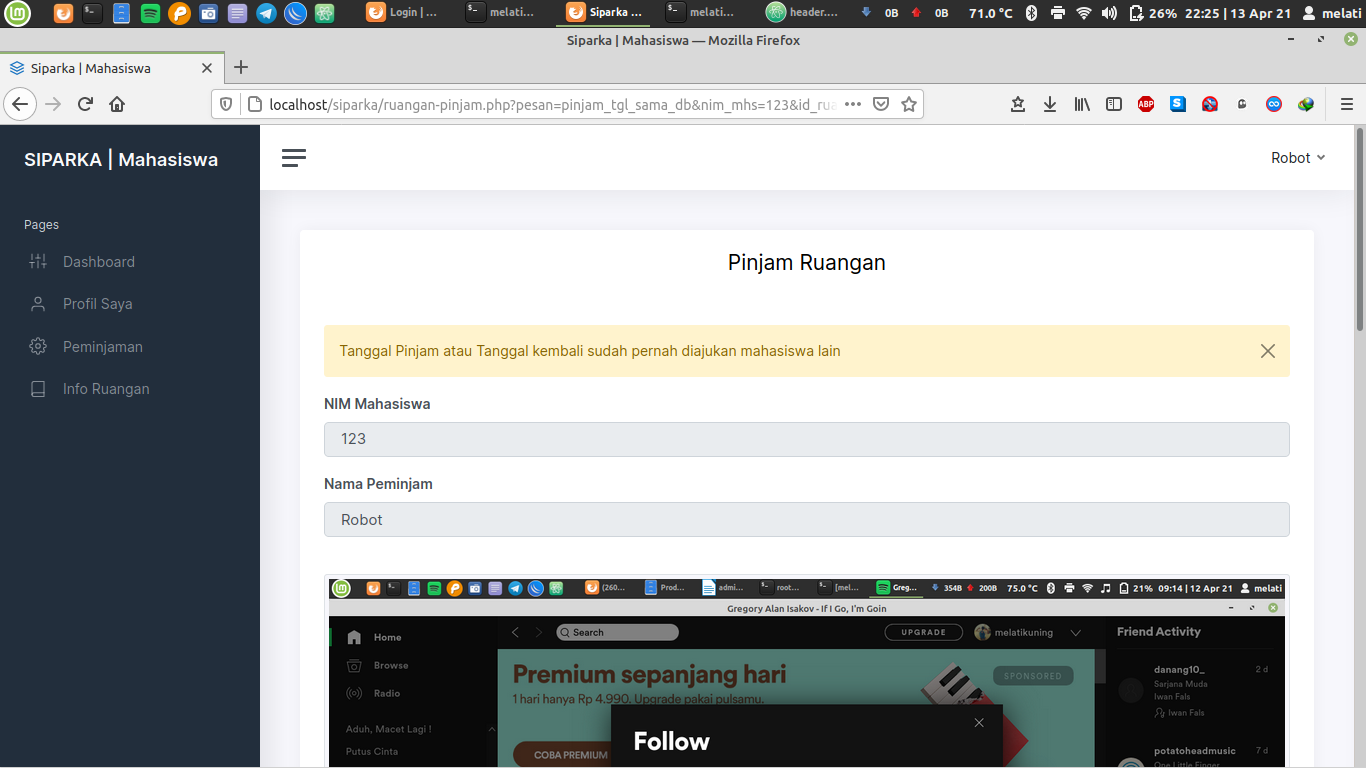 Login | ...
melati...
Siparka ...
melati...
header....
0B
0B
71.0 °C
26%
22:25 | 13 Apr 21
melati
Siparka | Mahasiswa — Mozilla Firefox
Siparka | Mahasiswa
localhost/siparka/ruangan-pinjam.php?pesan=pinjam_tgl_sama_db&nim_mhs=123&id_rua
ABP
SIPARKA | Mahasiswa
Robot
Pages
Dashboard
Profil Saya
Peminjaman
Info Ruangan
Pinjam Ruangan
Tanggal Pinjam atau Tanggal kembali sudah pernah diajukan mahasiswa lain
NIM Mahasiswa
123
Nama Peminjam
Robot
(260...
Prod...
admi...
root...
[mel...
Greg...
354B
200B
75.0 °C
21%
09:14 | 12 Apr 21
melati
Gregory Alan Isakov - If I Go, I'm Goin
Home
Browse
Radio
Aduh, Macet Lagi !
Putus Cinta
Search
UPGRADE
melatikuning
Friend Activity
Premium sepanjang hari
1 hari hanya Rp 4.990. Upgrade pakai pulsamu.
SPONSORED
COBA PREMIUM
Follow
danang10_
2 d
Sarjana Muda
Iwan Fals
Iwan Fals
potatoheadmusic
7 d
One Little Finger